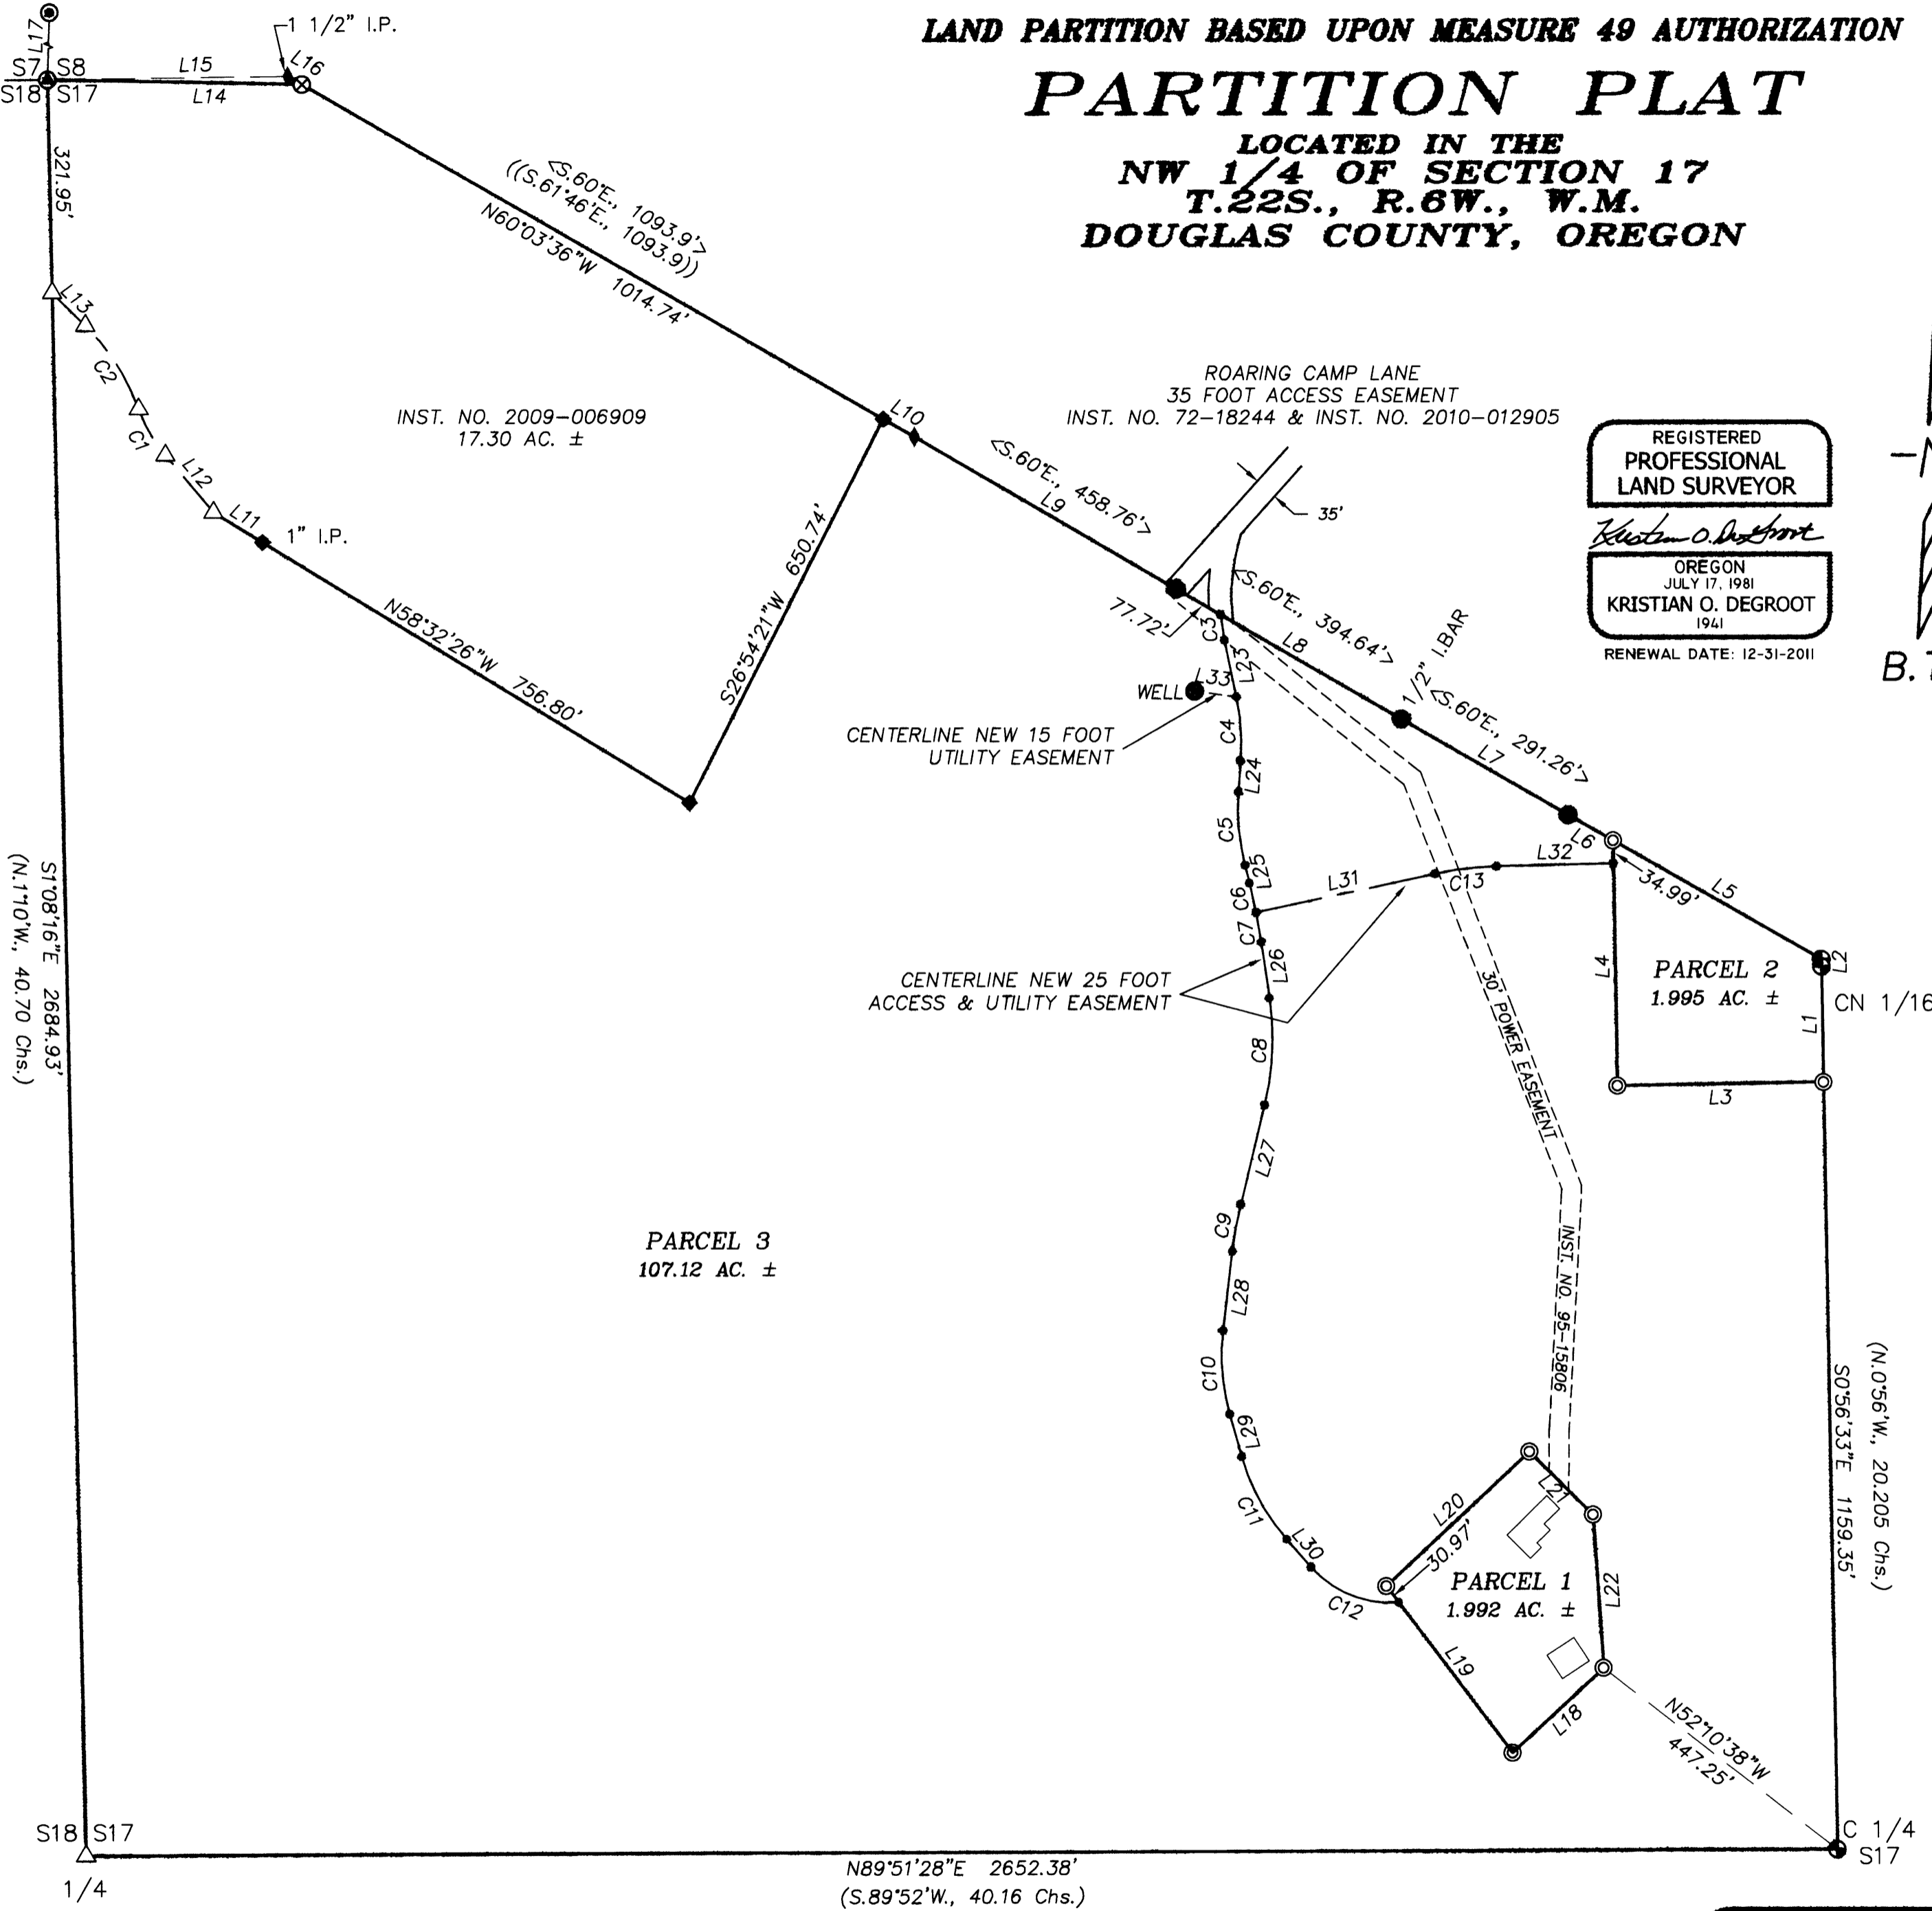 LAND PARTITION BASED UPON MEASURE 49 AUTHORIZATION
PARTITION PLAT
LOCATED IN THE
NW 1/4 OF SECTION 17
T.22S., R.6W., W.M.
DOUGLAS COUNTY, OREGON
L17
S7 S8
S18 S17
L15
L14
1 1/2" I.P.
L16
321.95'
<S.60°E., 1093.9'>
((S.61°46'E., 1093.9))
N60°03'36"W 1014.74'
L13
C2
C1
L12
L11
1" I.P.
INST. NO. 2009-006909
17.30 AC. ±
N58°32'26"W 756.80'
S26°54'21"W 650.74'
L10
<S.60°E., 458.76'>
L9
ROARING CAMP LANE
35 FOOT ACCESS EASEMENT
INST. NO. 72-18244 & INST. NO. 2010-012905
35'
REGISTERED
PROFESSIONAL
LAND SURVEYOR
Kristian O. DeGroot
OREGON
JULY 17, 1981
KRISTIAN O. DEGROOT
1941
RENEWAL DATE: 12-31-2011
77.72'
<S.60°E., 394.64'>
L8
1/2" I.BAR
<S.60°E., 291.26'>
L7
L6
C3
L23
L33
WELL
CENTERLINE NEW 15 FOOT
UTILITY EASEMENT
C4
L24
C5
L25
C6
C7
L26
L31
C13
L32
34.99'
L5
L2
CN 1/16
L1
L4
PARCEL 2
1.995 AC. ±
L3
CENTERLINE NEW 25 FOOT
ACCESS & UTILITY EASEMENT
30' POWER EASEMENT
INST. NO. 95-15806
C8
L27
C9
L28
C10
L29
C11
L30
C12
S1°08'16"E 2684.93'
(N.1°10'W., 40.70 Chs.)
PARCEL 3
107.12 AC. ±
S0°56'33"E 1159.35'
(N.0°56'W., 20.205 Chs.)
L20
L21
30.97'
PARCEL 1
1.992 AC. ±
L22
L19
L18
N52°10'38"W
447.25'
S18 S17
1/4
N89°51'28"E 2652.38'
(S.89°52'W., 40.16 Chs.)
C 1/4
S17